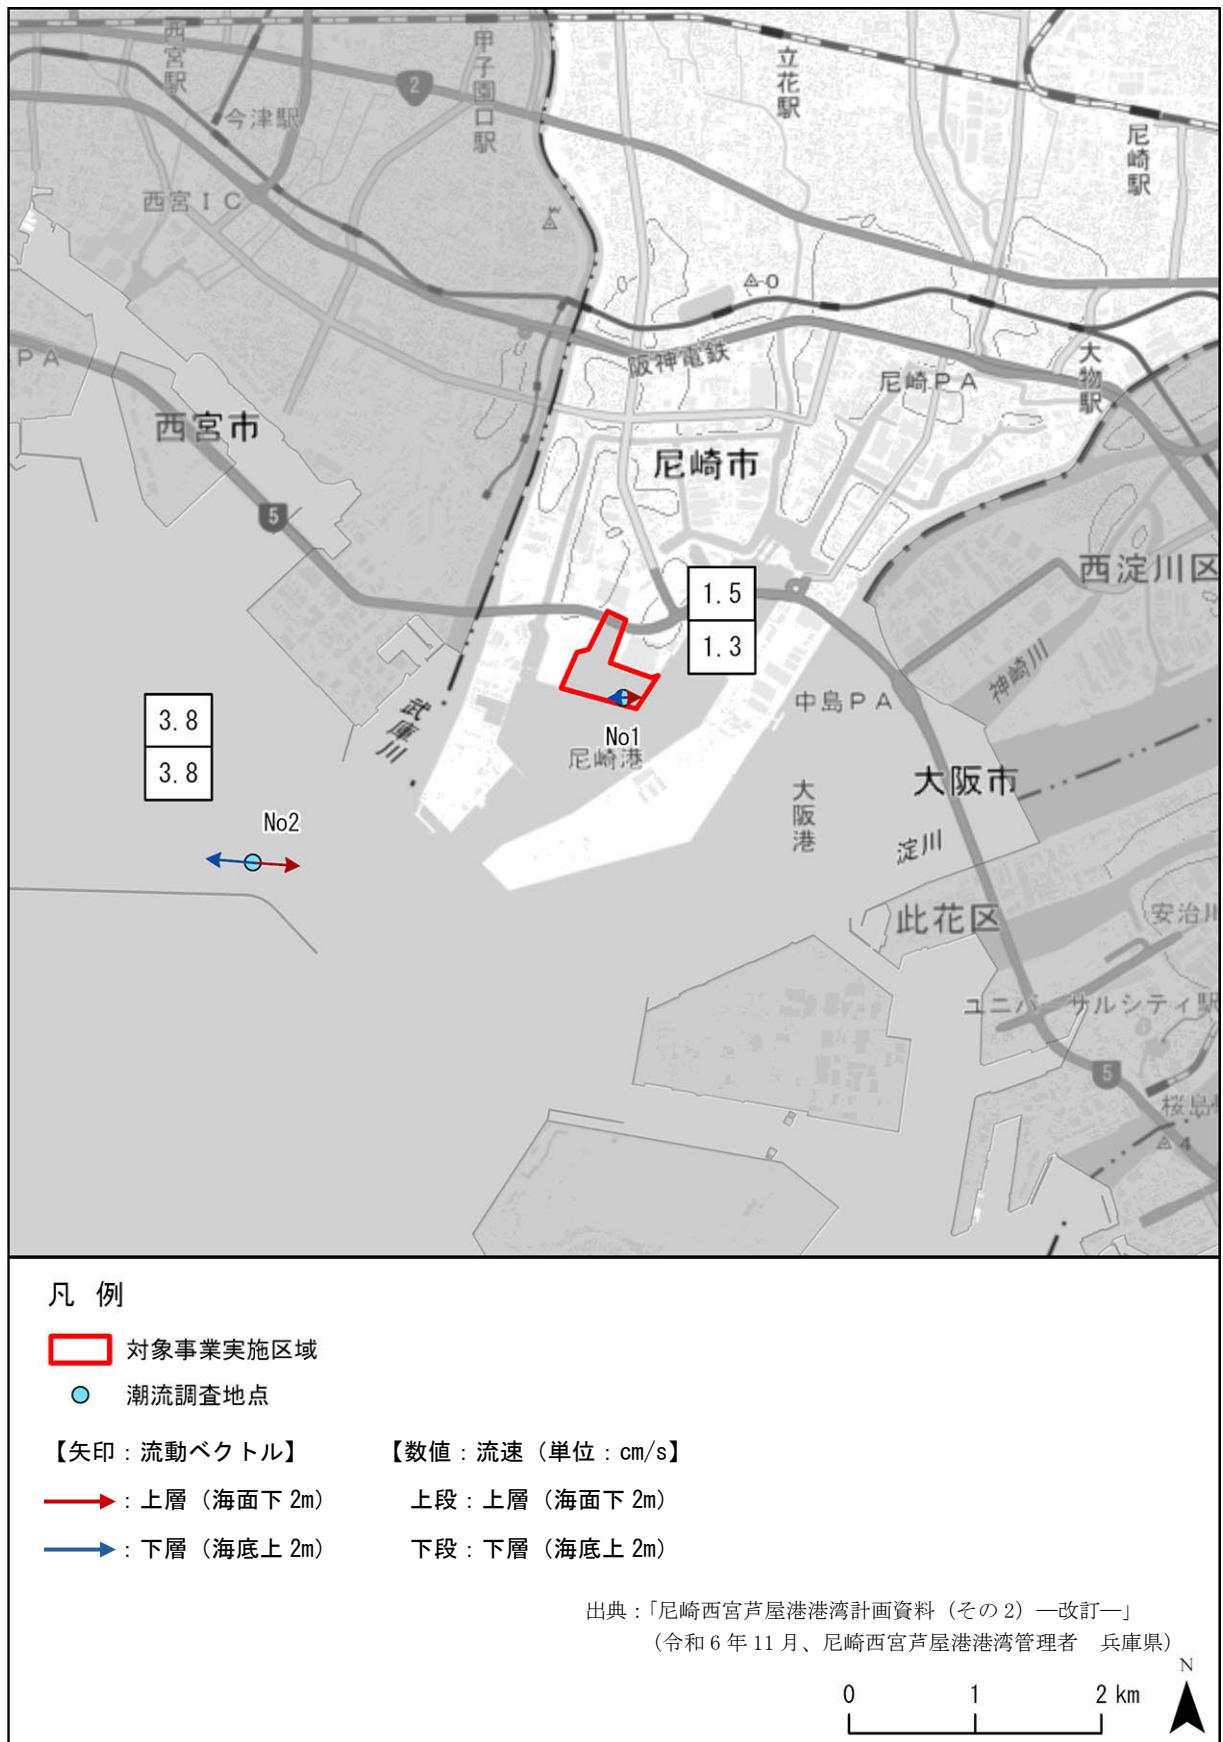 西宮駅
甲子園口駅
立花駅
2
今津駅
尼崎駅
西宮IC
0
阪神電鉄
PA
大物駅
尼崎PA
西宮市
尼崎市
5
西淀川区
1.5
1.3
神崎川
中島PA
武庫川
3.8
3.8
No1
尼崎港
大阪市
大阪港
No2
淀川
此花区
安治川
ユニバーサルシティ駅
5
桜島
4
凡 例
対象事業実施区域
潮流調査地点
【矢印：流動ベクトル】 【数値：流速（単位：cm/s】
：上層（海面下 2m） 上段：上層（海面下 2m）
：下層（海底上 2m） 下段：下層（海底上 2m）
出典：「尼崎西宮芦屋港港湾計画資料（その 2）―改訂―」
（令和 6 年 11 月、尼崎西宮芦屋港港湾管理者　兵庫県）
N
0 1 2 km